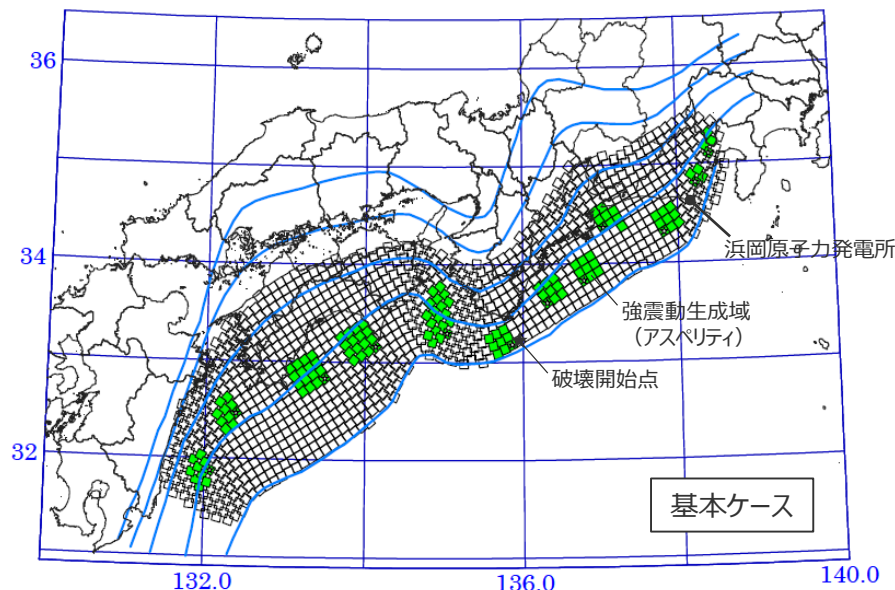 36
34
32
浜岡原子力発電所
強震動生成域
（アスペリティ）
破壊開始点
基本ケース
132.0
136.0
140.0